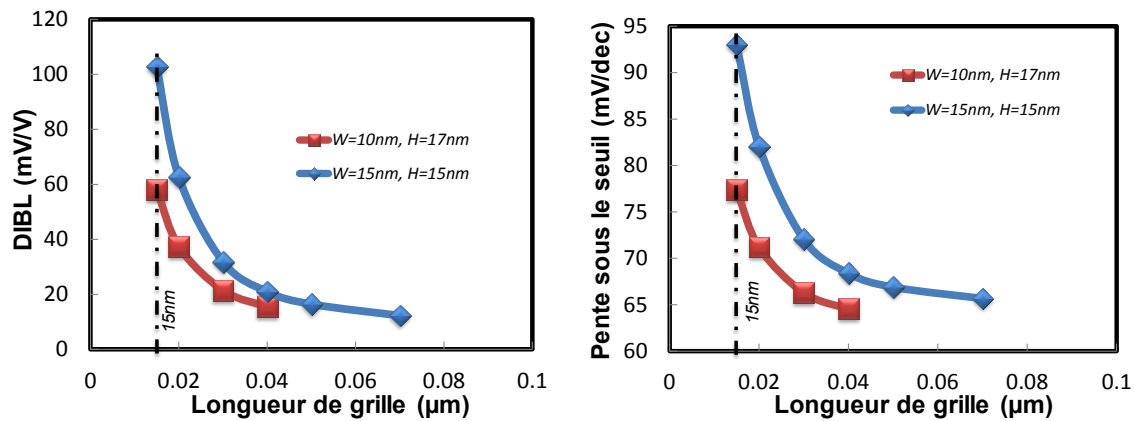 120
100
80
60
40
20
0
DIBL (mV/V)
W=10nm, H=17nm
W=15nm, H=15nm
15nm
0 0.02 0.04 0.06 0.08 0.1
Longueur de grille (µm)
95
90
85
80
75
70
65
60
Pente sous le seuil (mV/dec)
W=10nm, H=17nm
W=15nm, H=15nm
15nm
0 0.02 0.04 0.06 0.08 0.1
Longueur de grille (µm)